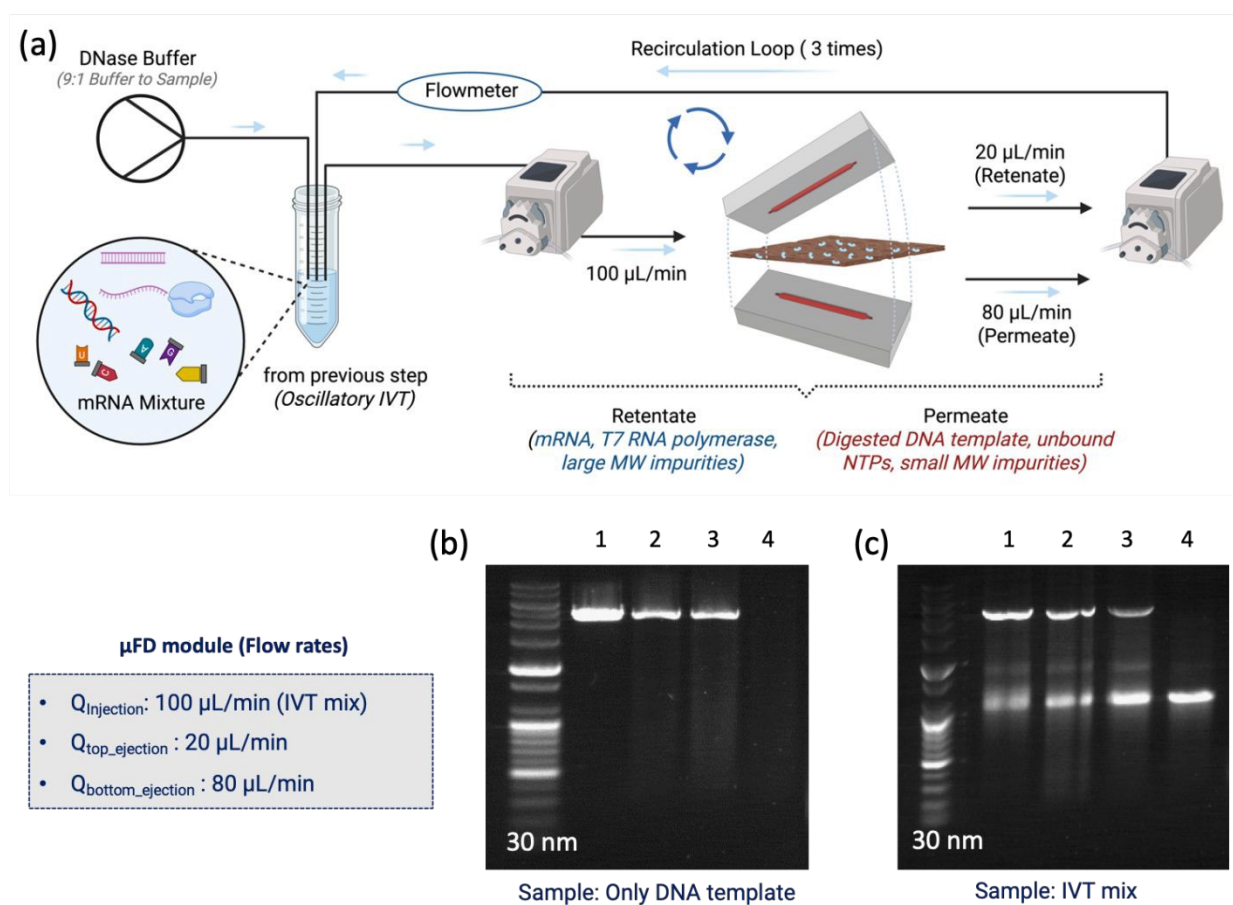 (a)
DNase Buffer
(9:1 Buffer to Sample)
Recirculation Loop ( 3 times)
Flowmeter
20 µL/min
(Retenate)
100 µL/min
80 µL/min
(Permeate)
U
C
A
G
mRNA Mixture
from previous step
(Oscillatory IVT)
Retentate
(mRNA, T7 RNA polymerase,
large MW impurities)
Permeate
(Digested DNA template, unbound
NTPs, small MW impurities)
µFD module (Flow rates)
• QInjection: 100 µL/min (IVT mix)
• Qtop_ejection : 20 µL/min
• Qbottom_ejection : 80 µL/min
(b)
1 2 3 4
30 nm
Sample: Only DNA template
(c)
1 2 3 4
30 nm
Sample: IVT mix